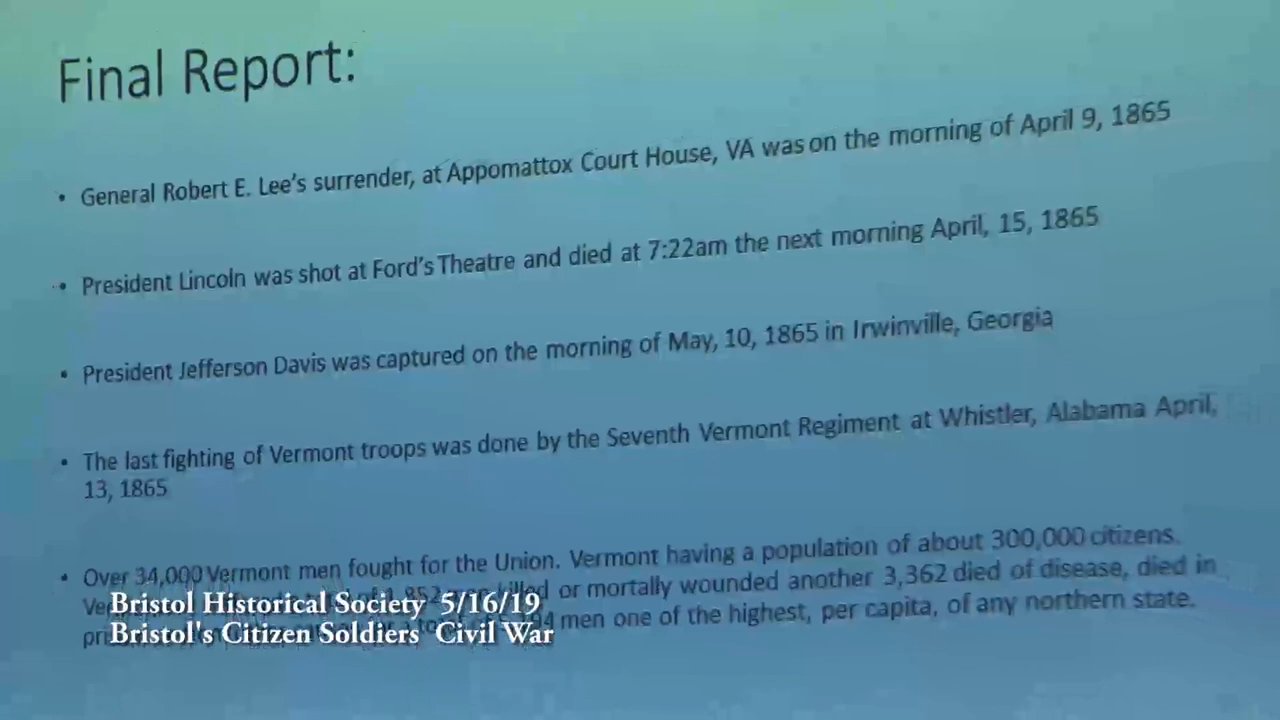 Final Report:
• General Robert E. Lee's surrender, at Appomattox Court House, VA was on the morning of April 9, 1865
• President Lincoln was shot at Ford's Theatre and died at 7:22am the next morning April, 15, 1865
• President Jefferson Davis was captured on the morning of May, 10, 1865 in Irwinville, Georgia
• The last fighting of Vermont troops was done by the Seventh Vermont Regiment at Whistler, Alabama April,
13, 1865
• Over 34,000 Vermont men fought for the Union. Vermont having a population of about 300,000 citizens.
or mortally wounded another 3,362 died of disease, died in
men one of the highest, per capita, of any northern state.
Bristol Historical Society 5/16/19
Bristol's Citizen Soldiers Civil War